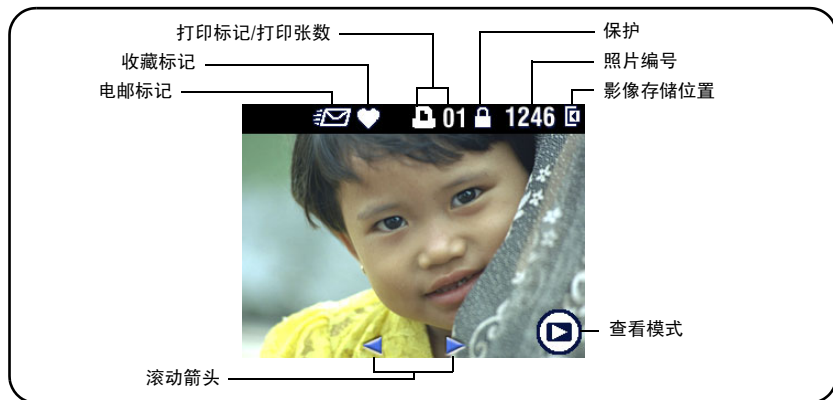 打印标记/打印张数
收藏标记
电邮标记
保护
照片编号
影像存储位置
01 1246
查看模式
滚动箭头